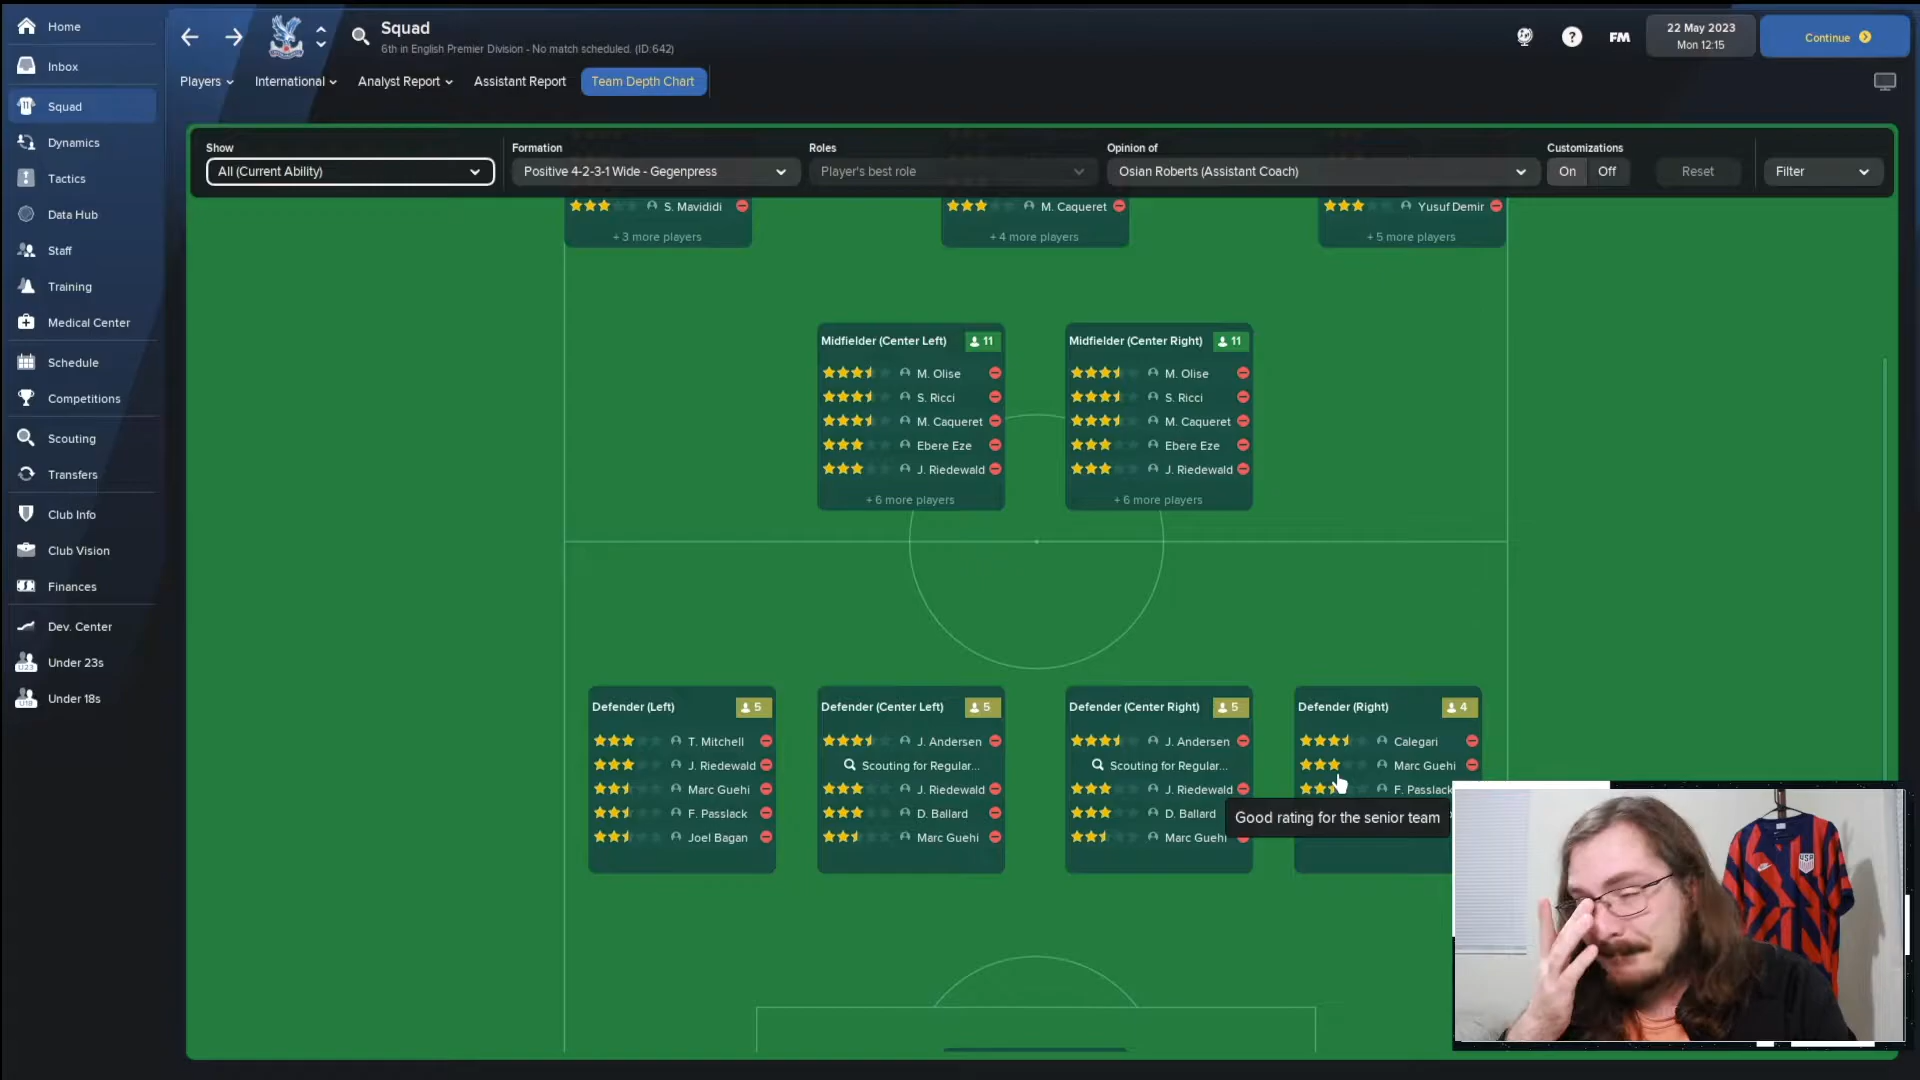 Home
Inbox
Squad
Dynamics
Tactics
Data Hub
Staff
Training
Medical Center
Schedule
Competitions
Scouting
Transfers
Club Info
Club Vision
Finances
Dev. Center
U23 Under 23s
U18 Under 18s
Squad
6th in English Premier Division - No match scheduled. (ID:642)
FM
22 May 2023
Mon 12:15
Continue
Players
International
Analyst Report
Assistant Report
Team Depth Chart
Show
All (Current Ability)
Formation
Positive 4-2-3-1 Wide - Gegenpress
Roles
Player's best role
Opinion of
Osian Roberts (Assistant Coach)
Customizations
On Off
Reset
Filter
S. Mavididi
+ 3 more players
M. Caqueret
+ 4 more players
Yusuf Demir
+ 5 more players
Midfielder (Center Left) 11
M. Olise
S. Ricci
M. Caqueret
Ebere Eze
J. Riedewald
+ 6 more players
Midfielder (Center Right) 11
M. Olise
S. Ricci
M. Caqueret
Ebere Eze
J. Riedewald
+ 6 more players
Defender (Left) 5
T. Mitchell
J. Riedewald
Marc Guehi
F. Passlack
Joel Bagan
Defender (Center Left) 5
J. Andersen
Scouting for Regular...
J. Riedewald
D. Ballard
Marc Guehi
Defender (Center Right) 5
J. Andersen
Scouting for Regular...
J. Riedewald
D. Ballard
Marc Guehi
Defender (Right) 4
Calegari
Marc Guehi
F. Passlack
Good rating for the senior team